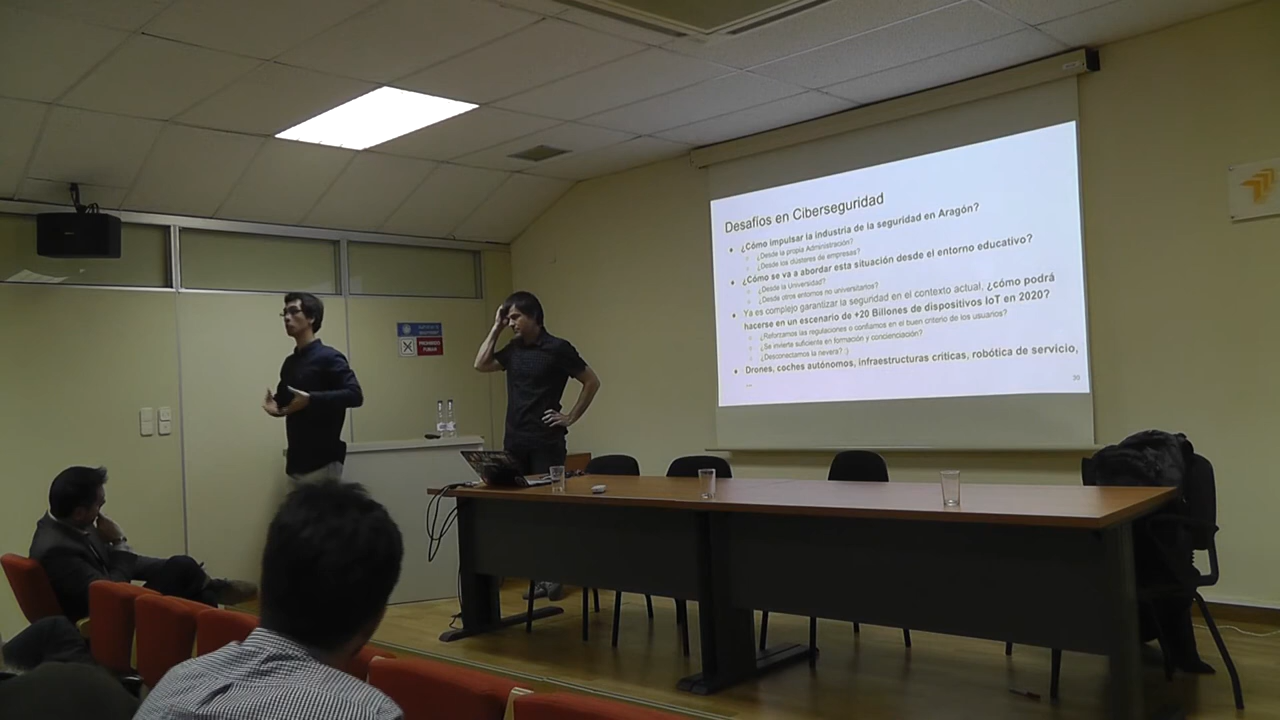 Desafíos en Ciberseguridad
● ¿Cómo impulsar la industria de la seguridad en Aragón?
○ ¿Desde la propia Administración?
○ ¿Desde los clústeres de empresas?
● ¿Cómo se va a abordar esta situación desde el entorno educativo?
○ ¿Desde la Universidad?
○ ¿Desde otros entornos no universitarios?
● Ya es complejo garantizar la seguridad en el contexto actual, ¿cómo podrá
hacerse en un escenario de +20 Billones de dispositivos IoT en 2020?
○ ¿Reforzamos las regulaciones o confiamos en el buen criterio de los usuarios?
○ ¿Se invierte suficiente en formación y concienciación?
○ ¿Desconectamos la nevera? :)
● Drones, coches autónomos, infraestructuras críticas, robótica de servicio,
...
30
PROHIBIDO
FUMAR